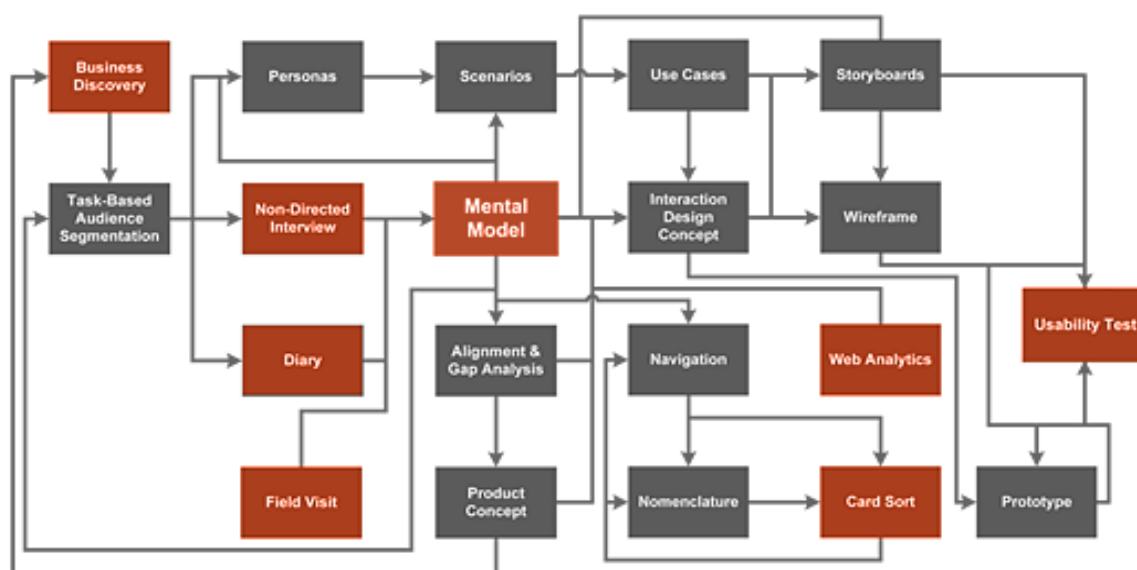 Business
Discovery
Personas
Scenarios
Use Cases
Storyboards
Task-Based
Audience
Segmentation
Non-Directed
Interview
Mental
Model
Interaction
Design
Concept
Wireframe
Usability Test
Diary
Alignment &
Gap Analysis
Navigation
Web Analytics
Field Visit
Product
Concept
Nomenclature
Card Sort
Prototype